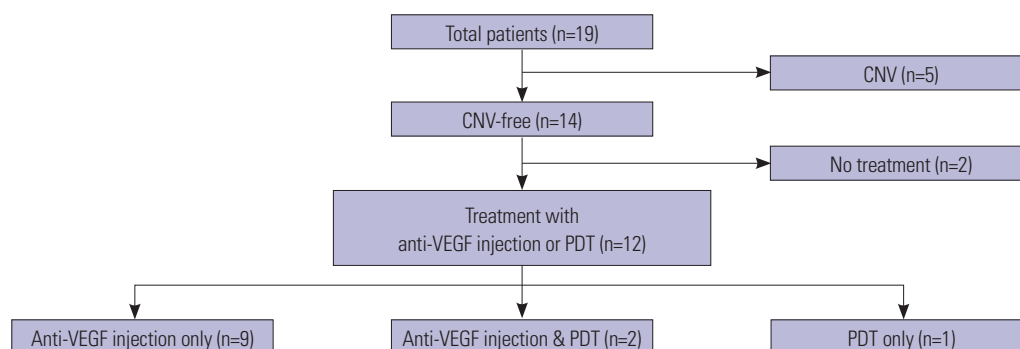 Total patients (n=19)
CNV (n=5)
CNV-free (n=14)
No treatment (n=2)
Treatment with
anti-VEGF injection or PDT (n=12)
Anti-VEGF injection only (n=9)
Anti-VEGF injection & PDT (n=2)
PDT only (n=1)